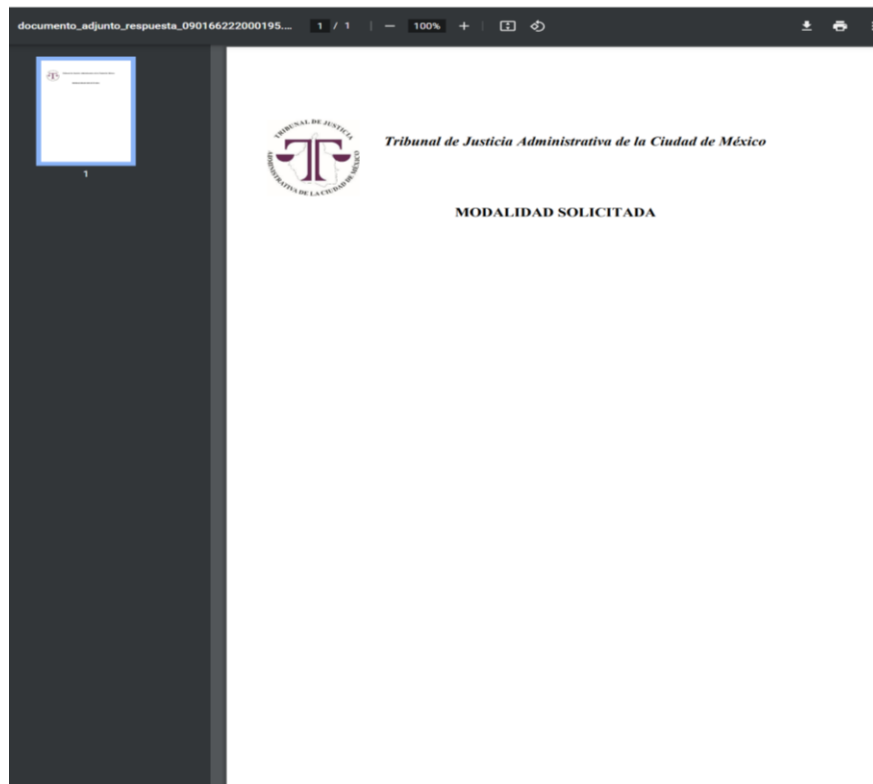 documento_adjunto_respuesta_090166222000195.... 1 / 1 | − 100% +
1
TRIBUNAL DE JUSTICIA ADMINISTRATIVA DE LA CIUDAD DE MÉXICO
Tribunal de Justicia Administrativa de la Ciudad de México
MODALIDAD SOLICITADA